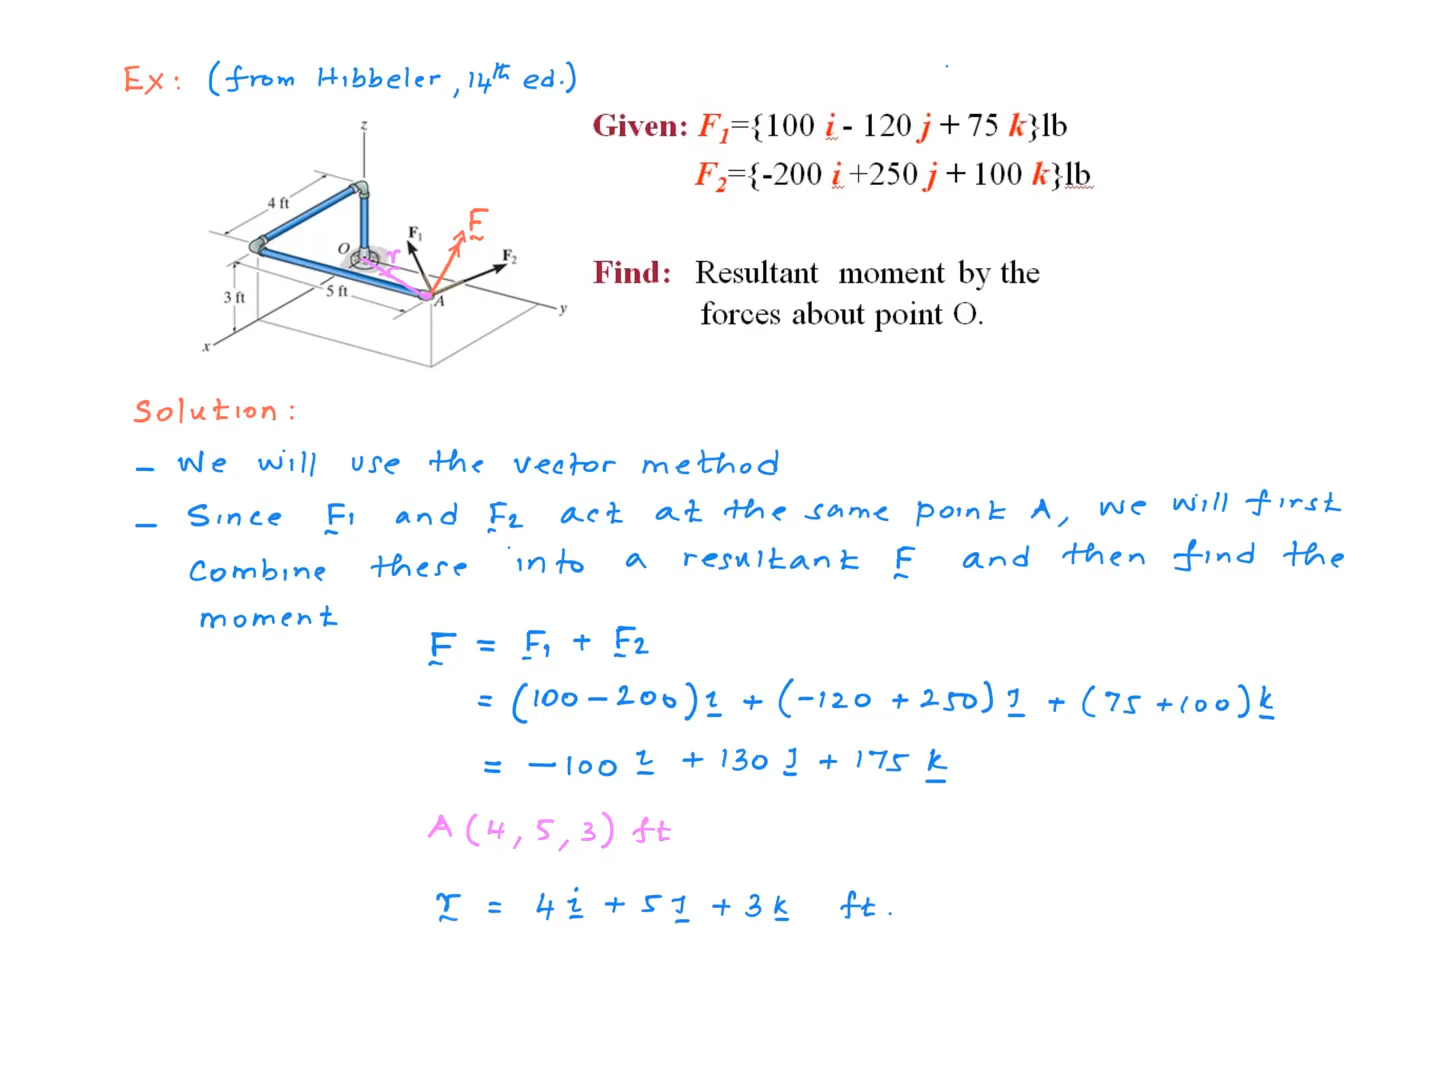 Ex: (from Hibbeler, 14th ed.)
Given: F1={100 i - 120 j + 75 k}lb
F2={-200 i +250 j + 100 k}lb
Find: Resultant moment by the
forces about point O.
z
4 ft
O
r
F1
F
F2
3 ft
5 ft
A
y
x
Solution:
- We will use the vector method
- Since F1 and F2 act at the same point A, we will first
combine these into a resultant F and then find the
moment
F = F1 + F2
= (100-200)i + (-120 + 250)j + (75 +100)k
= -100 i + 130 j + 175 k
A(4, 5, 3) ft
r = 4i + 5j + 3k ft.